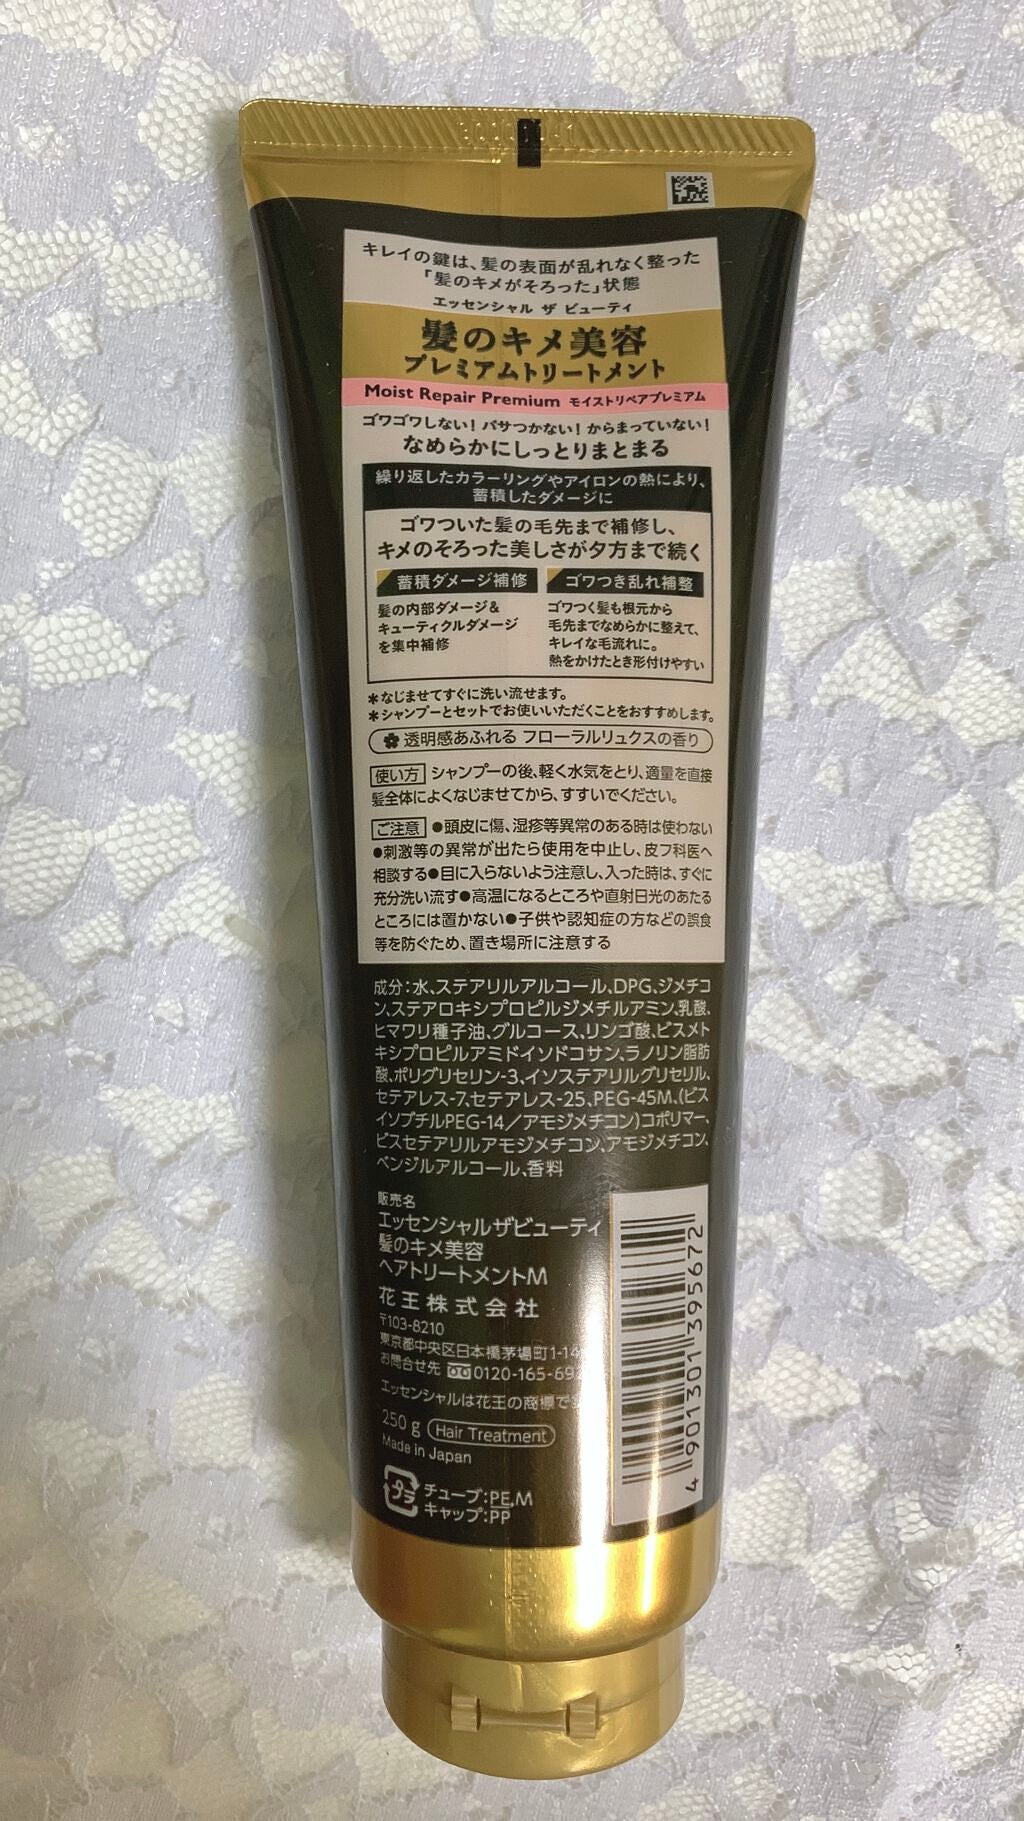 キレイの鍵は、髪の表面が乱れなく整った
「髪のキメがそろった」状態
エッセンシャル ザ ビューティ
髪のキメ美容
プレミアムトリートメント
Moist Repair Premium モイストリペアプレミアム
ゴワゴワしない! パサつかない! からまっていない!
なめらかにしっとりまとまる
繰り返したカラーリングやアイロンの熱により、
蓄積したダメージに
ゴワついた髪の毛先まで補修し、
キメのそろった美しさが夕方まで続く
蓄積ダメージ補修
髪の内部ダメージ&
キューティクルダメージ
を集中補修
ゴワつき乱れ補整
ゴワつく髪も根元から
毛先までなめらかに整えて、
キレイな毛流れに。
熱をかけたとき形付けやすい
*なじませてすぐに洗い流せます。
*シャンプーとセットでお使いいただくことをおすすめします。
透明感あふれる フローラルリュクスの香り
使い方 シャンプーの後、軽く水気をとり、適量を直接
髪全体によくなじませてから、すすいでください。
ご注意 ●頭皮に傷、湿疹等異常のある時は使わない
●刺激等の異常が出たら使用を中止し、皮フ科医へ
相談する●目に入らないよう注意し、入った時は、すぐに
充分洗い流す●高温になるところや直射日光のあたる
ところには置かない●子供や認知症の方などの誤食
等を防ぐため、置き場所に注意する
成分:水、ステアリルアルコール、DPG、ジメチコ
ン、ステアロキシプロピルジメチルアミン、乳酸、
ヒマワリ種子油、グルコース、リンゴ酸、ビスメト
キシプロピルアミドイソドコサン、ラノリン脂肪
酸、ポリグリセリン-3、イソステアリルグリセリル、
セテアレス-7、セテアレス-25、PEG-45M、(ビス
イソブチルPEG-14/アモジメチコン)コポリマー、
ビスセテアリルアモジメチコン、アモジメチコン、
ベンジルアルコール、香料
販売名
エッセンシャルザビューティ
髪のキメ美容
ヘアトリートメントM
花王株式会社
〒103-8210
東京都中央区日本橋茅場町1-14
お問合せ先 0120-165-692
エッセンシャルは花王の商標で
250 g Hair Treatment
Made in Japan
プラ チューブ:PE,M
キャップ:PP
4 901301 395672